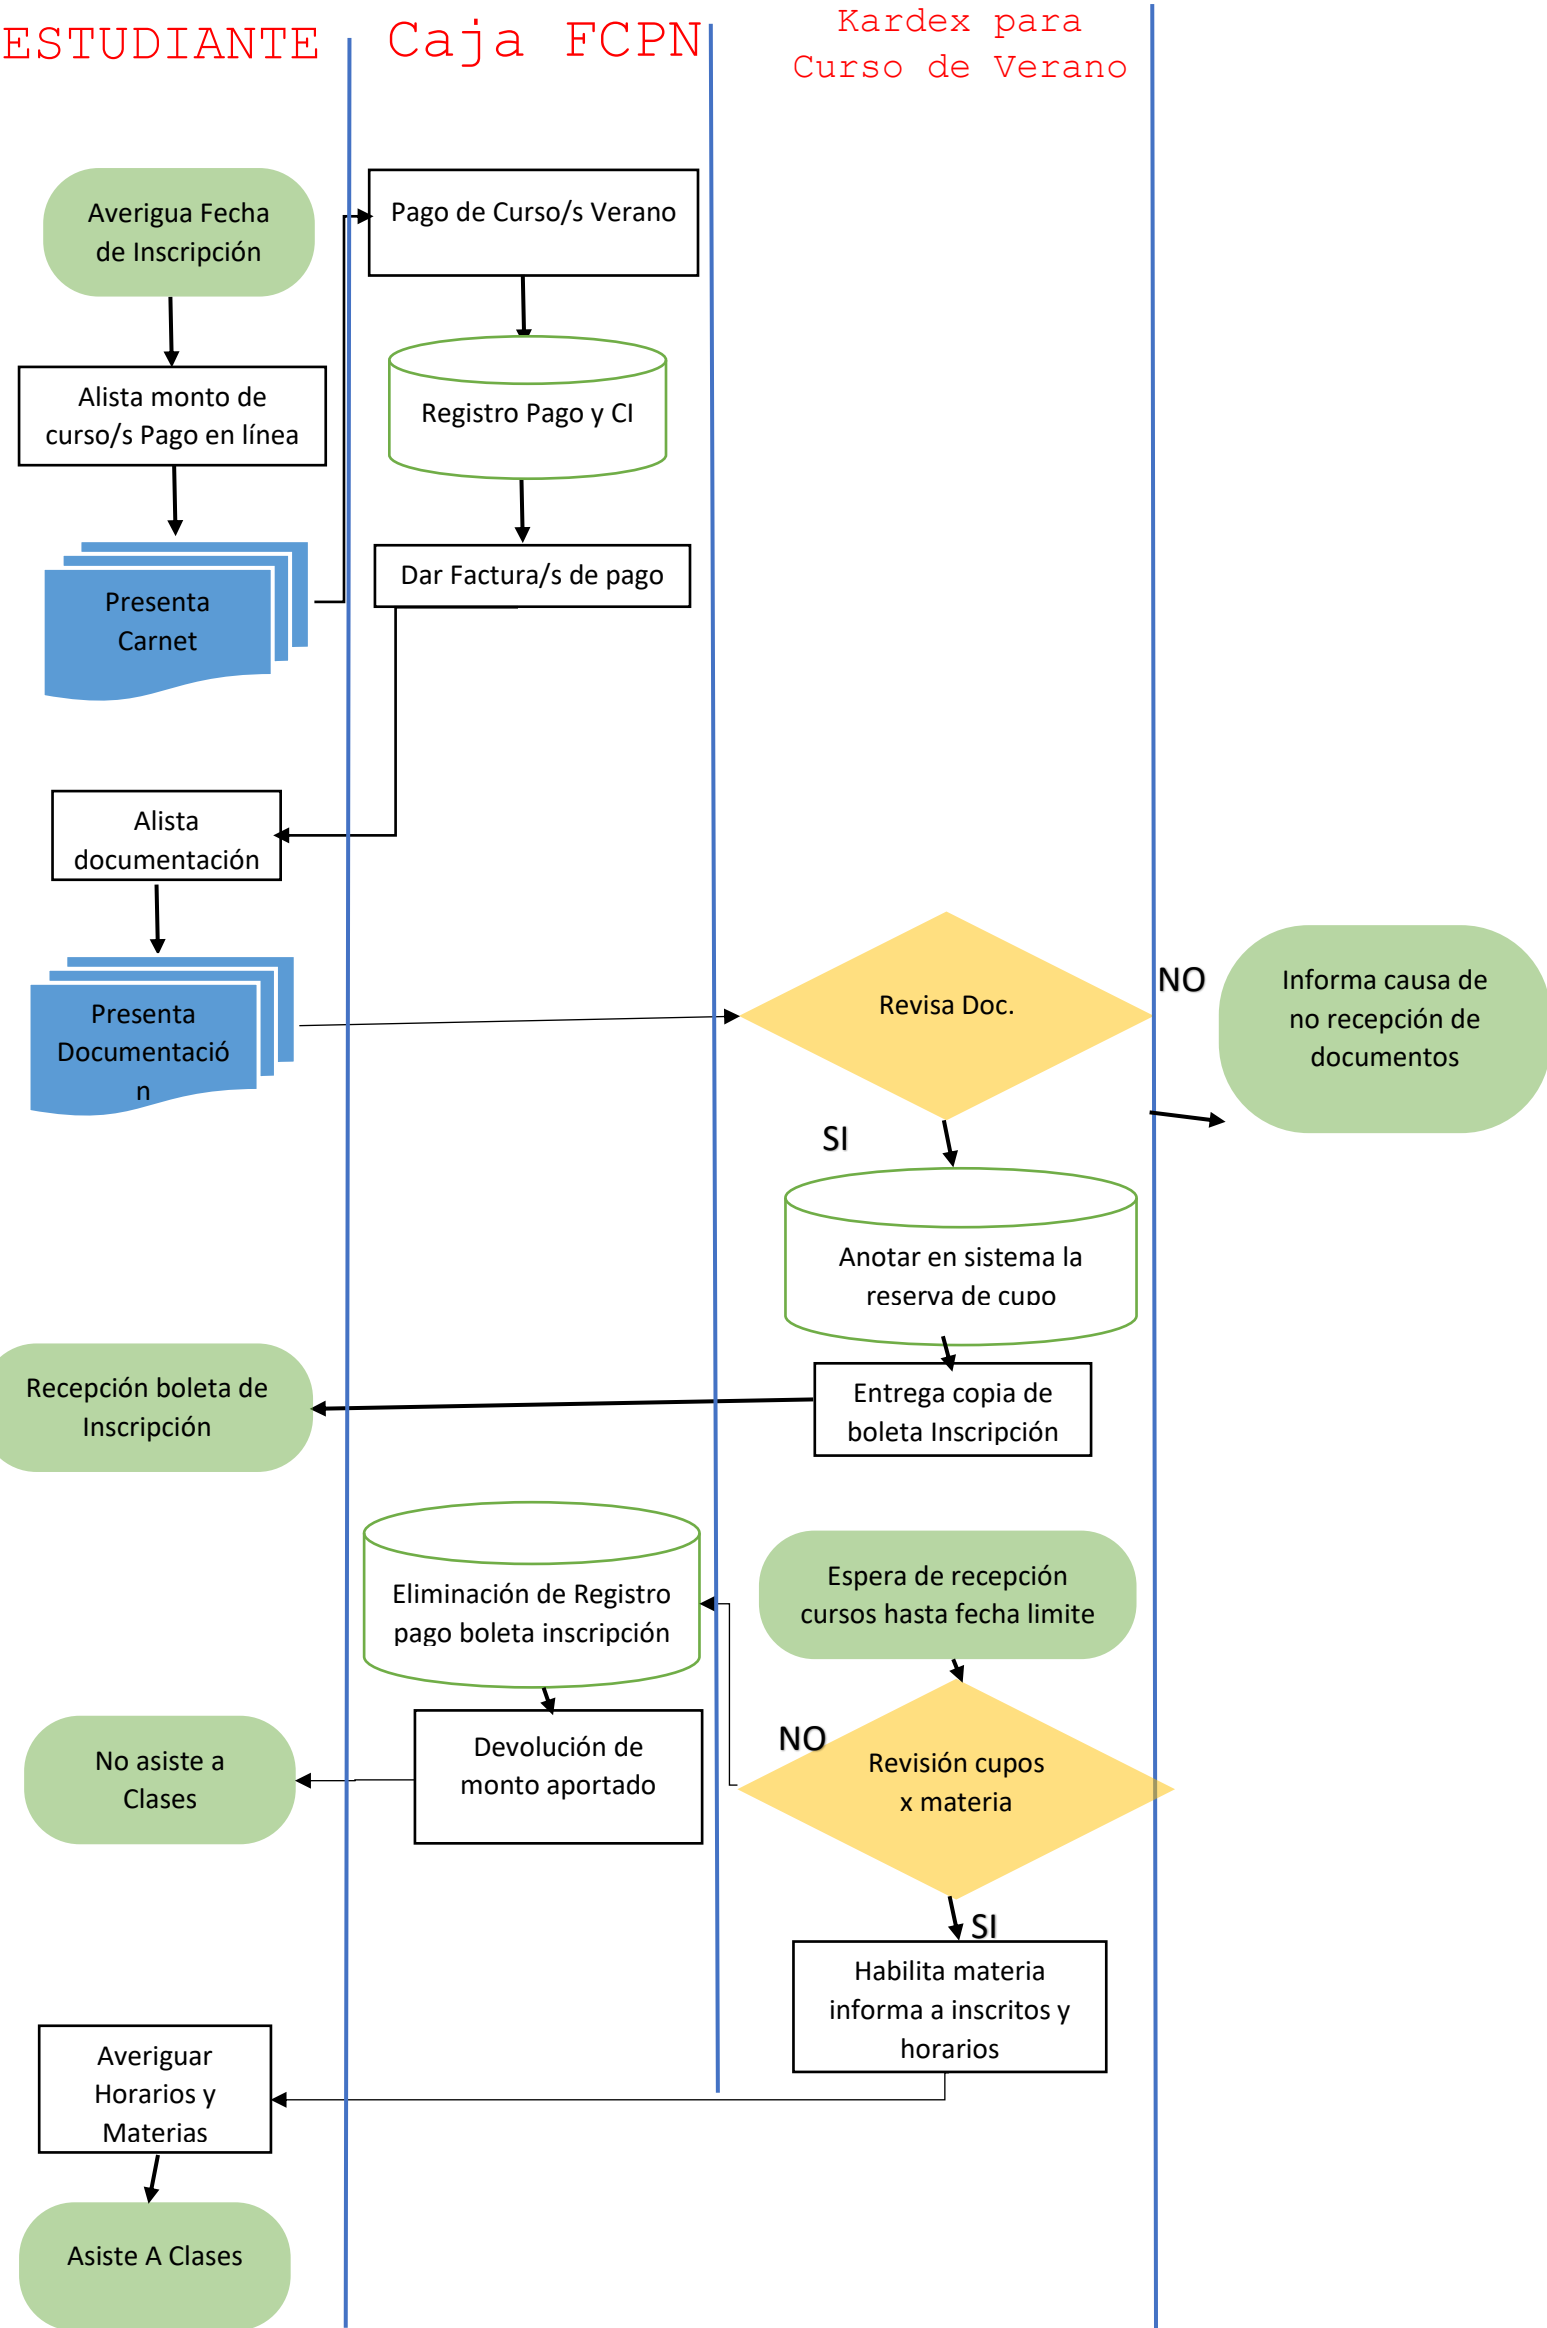 ESTUDIANTE
Caja FCPN
Kardex para
Curso de Verano
Averigua Fecha
de Inscripción
Pago de Curso/s Verano
Alista monto de
curso/s Pago en línea
Registro Pago y CI
Presenta
Carnet
Dar Factura/s de pago
Alista
documentación
Presenta
Documentació
n
Revisa Doc.
NO
Informa causa de
no recepción de
documentos
SI
Anotar en sistema la
reserva de cupo
Recepción boleta de
Inscripción
Entrega copia de
boleta Inscripción
Eliminación de Registro
pago boleta inscripción
Espera de recepción
cursos hasta fecha limite
No asiste a
Clases
Devolución de
monto aportado
NO
Revisión cupos
x materia
SI
Habilita materia
informa a inscritos y
horarios
Averiguar
Horarios y
Materias
Asiste A Clases